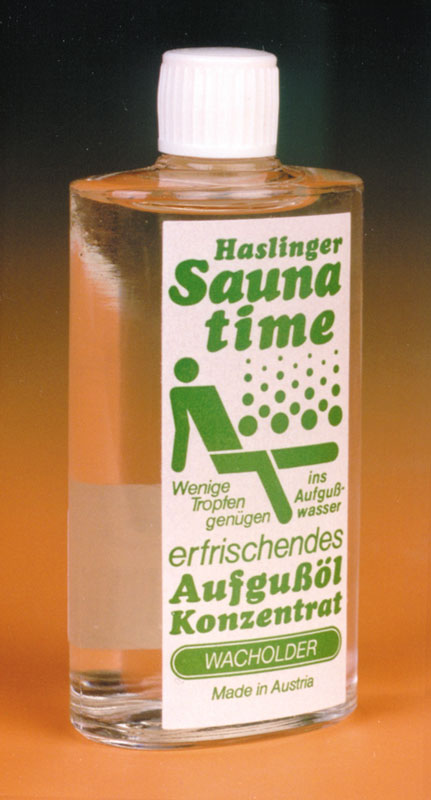 Haslinger
Sauna
time
Wenige
Tropfen
genügen
ins
Aufguß-
wasser
erfrischendes
Aufgußöl
Konzentrat
WACHOLDER
Made in Austria